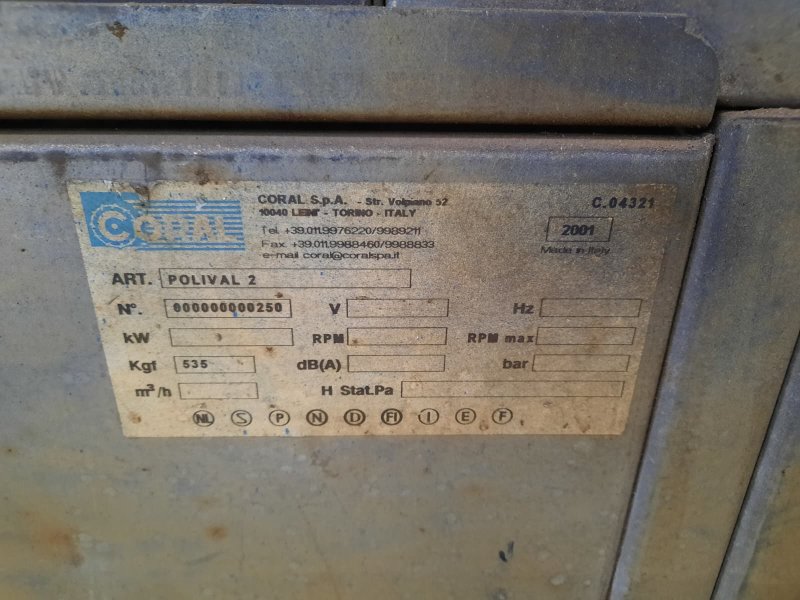 CORAL
CORAL S.p.A. - Str. Volpiano 52
10040 LEINI' - TORINO - ITALY
Tel. +39.011.9976220/9989211
Fax. +39.011.9988460/9988833
e-mail coral@coralspa.it
C.04321
2001
Made in Italy
ART. POLIVAL 2
N°. 000000000250 V Hz
kW RPM RPM max
Kgf 535 dB(A) bar
m³/h H Stat.Pa
NL S P N D FI I E F